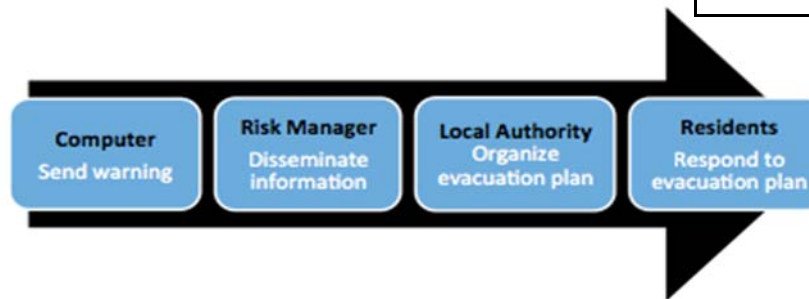 Computer
Send warning
Risk Manager
Disseminate
information
Local Authority
Organize
evacuation plan
Residents
Respond to
evacuation plan